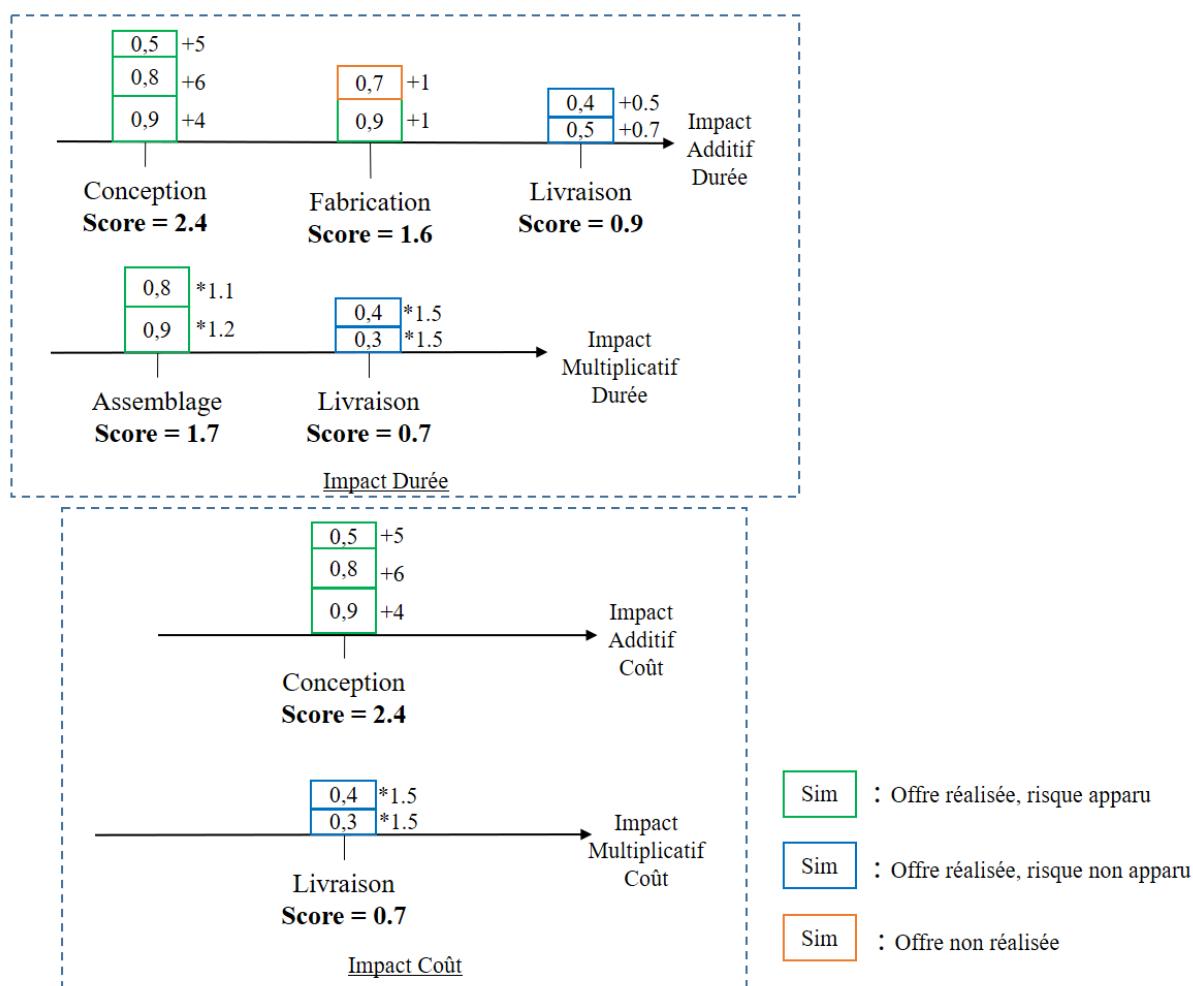 0,5 +5
0,8 +6
0,9 +4
Conception
Score = 2.4
0,7 +1
0,9 +1
Fabrication
Score = 1.6
0,4 +0.5
0,5 +0.7
Livraison
Score = 0.9
Impact
Additif
Durée
0,8 *1.1
0,9 *1.2
Assemblage
Score = 1.7
0,4 *1.5
0,3 *1.5
Livraison
Score = 0.7
Impact
Multiplicatif
Durée
Impact Durée
0,5 +5
0,8 +6
0,9 +4
Conception
Score = 2.4
Impact
Additif
Coût
0,4 *1.5
0,3 *1.5
Livraison
Score = 0.7
Impact
Multiplicatif
Coût
Impact Coût
Sim : Offre réalisée, risque apparu
Sim : Offre réalisée, risque non apparu
Sim : Offre non réalisée